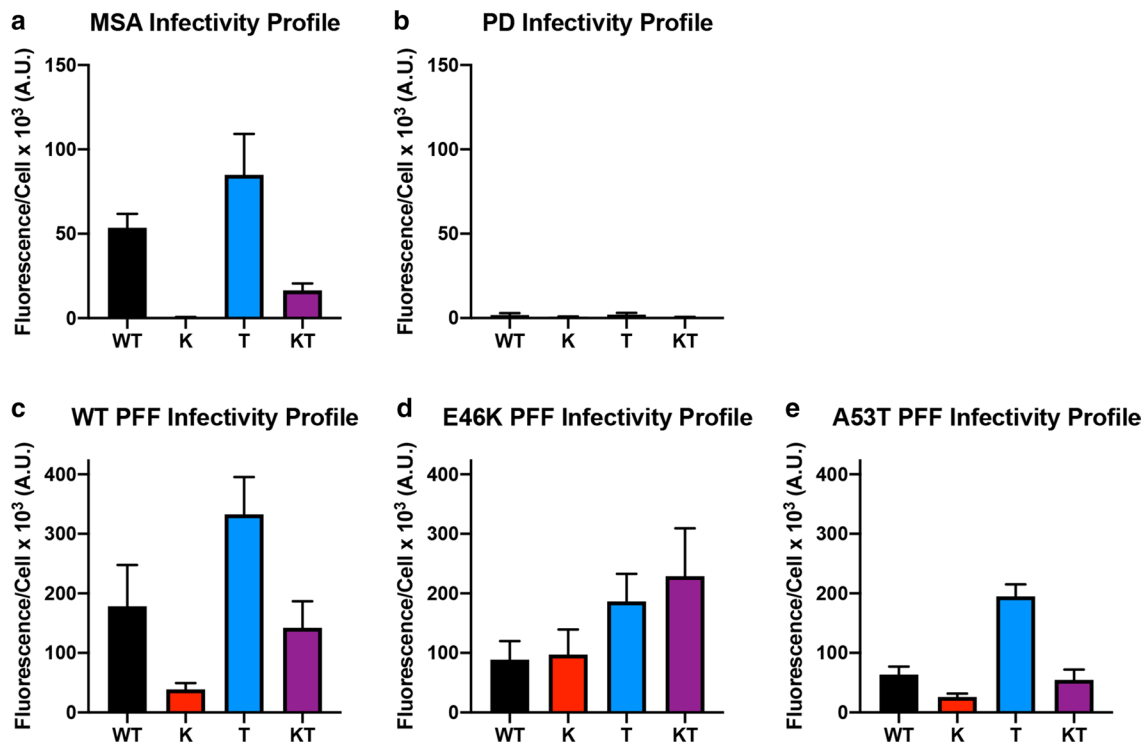 a MSA Infectivity Profile
Fluorescence/Cell x 10³ (A.U.)
150
100
50
0
WT K T KT
b PD Infectivity Profile
Fluorescence/Cell x 10³ (A.U.)
150
100
50
0
WT K T KT
c WT PFF Infectivity Profile
Fluorescence/Cell x 10³ (A.U.)
400
300
200
100
0
WT K T KT
d E46K PFF Infectivity Profile
Fluorescence/Cell x 10³ (A.U.)
400
300
200
100
0
WT K T KT
e A53T PFF Infectivity Profile
Fluorescence/Cell x 10³ (A.U.)
400
300
200
100
0
WT K T KT